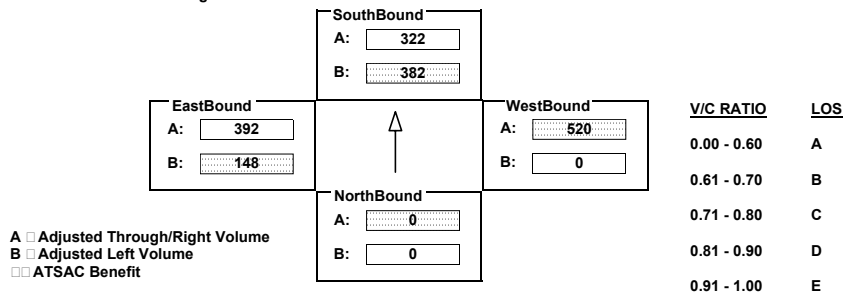 SouthBound
A: 322
B: 382
EastBound
A: 392
B: 148
WestBound
A: 520
B: 0
NorthBound
A: 0
B: 0
A □ Adjusted Through/Right Volume
B □ Adjusted Left Volume
□□ ATSAC Benefit
V/C RATIO LOS
0.00 - 0.60 A
0.61 - 0.70 B
0.71 - 0.80 C
0.81 - 0.90 D
0.91 - 1.00 E